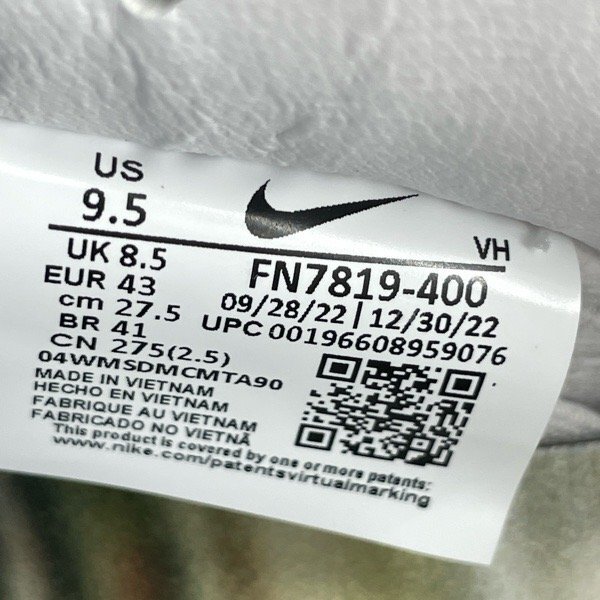 US
9.5
VH
UK 8.5
EUR 43
cm 27.5
BR 41
CN 275(2.5)
FN7819-400
09/28/22 | 12/30/22
UPC 00196608959076
04WMSDMCMTA90
MADE IN VIETNAM
HECHO EN VIETNAM
FABRIQUE AU VIETNAM
FABRICADO NO VIETNÃ
This product is covered by one or more patents:
www.nike.com/patentsvirtualmarking